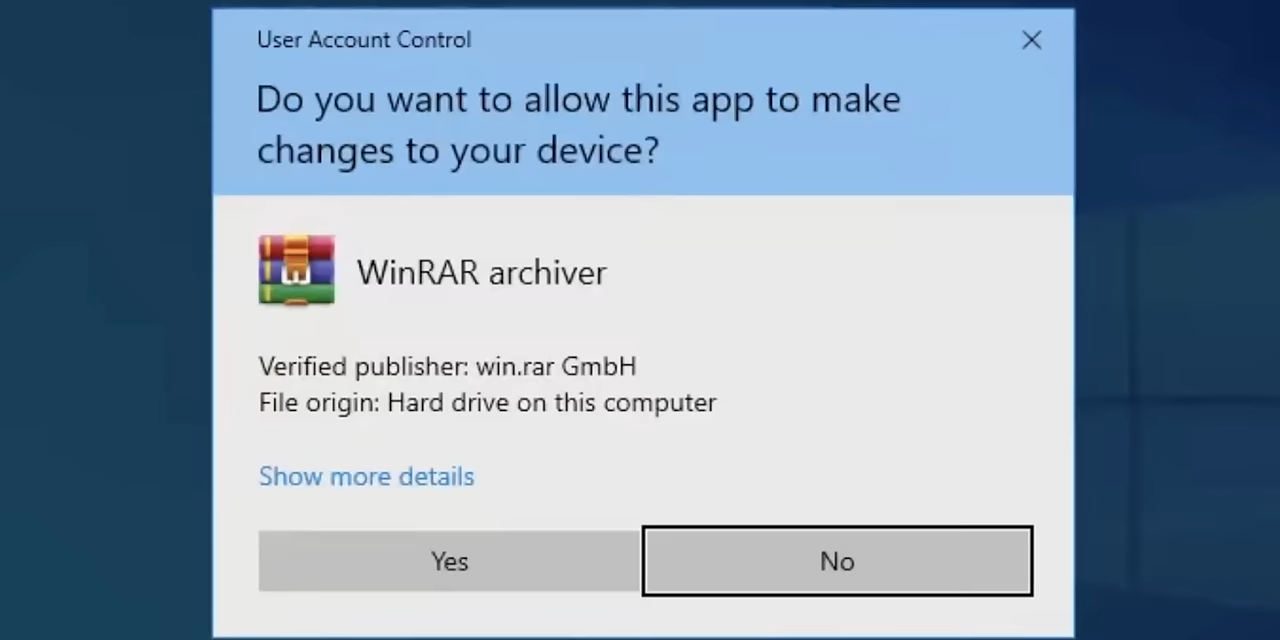 User Account Control
Do you want to allow this app to make
changes to your device?
WinRAR archiver
Verified publisher: win.rar GmbH
File origin: Hard drive on this computer
Show more details
Yes
No